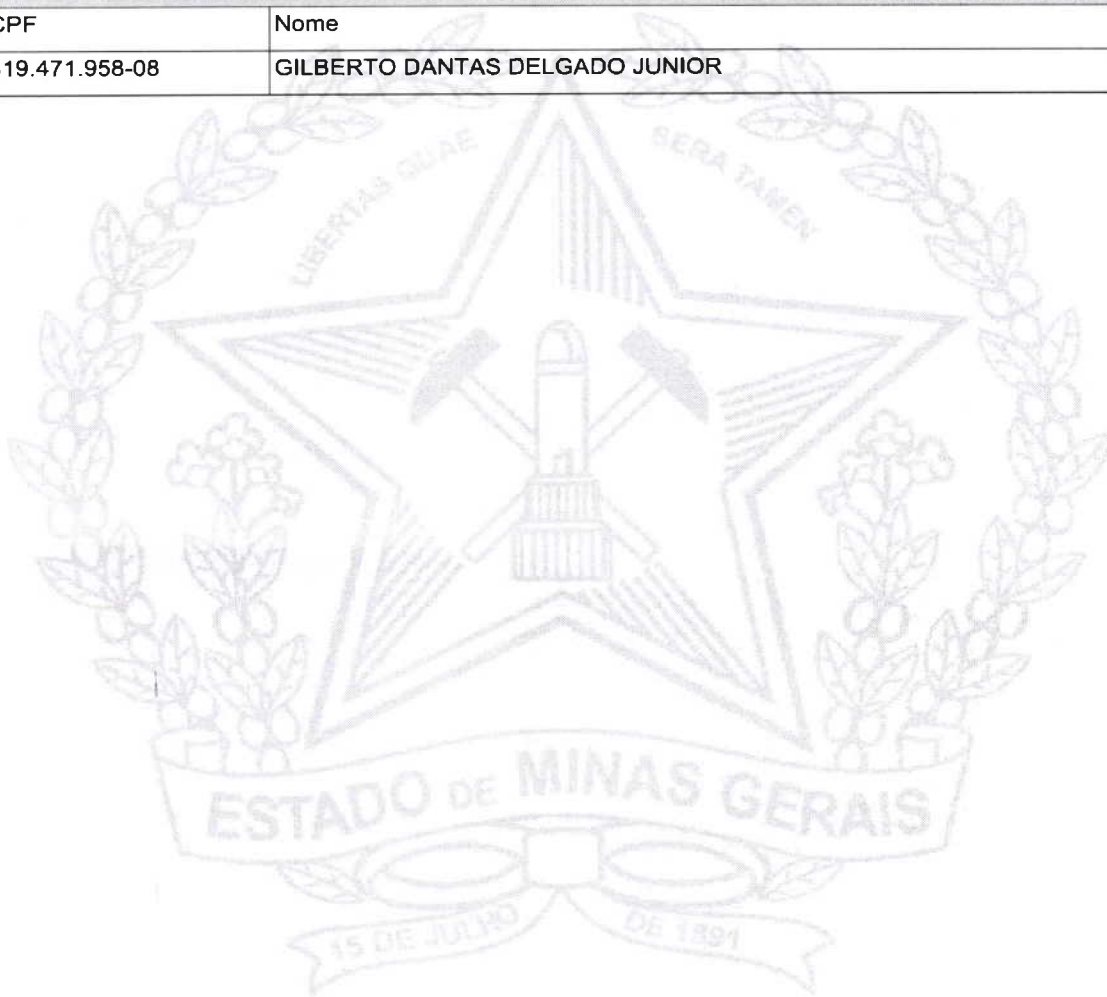 CPF Nome
19.471.958-08 GILBERTO DANTAS DELGADO JUNIOR
LIBERTAS QUAE SERA TAMEN
ESTADO DE MINAS GERAIS
15 DE JULHO DE 1891